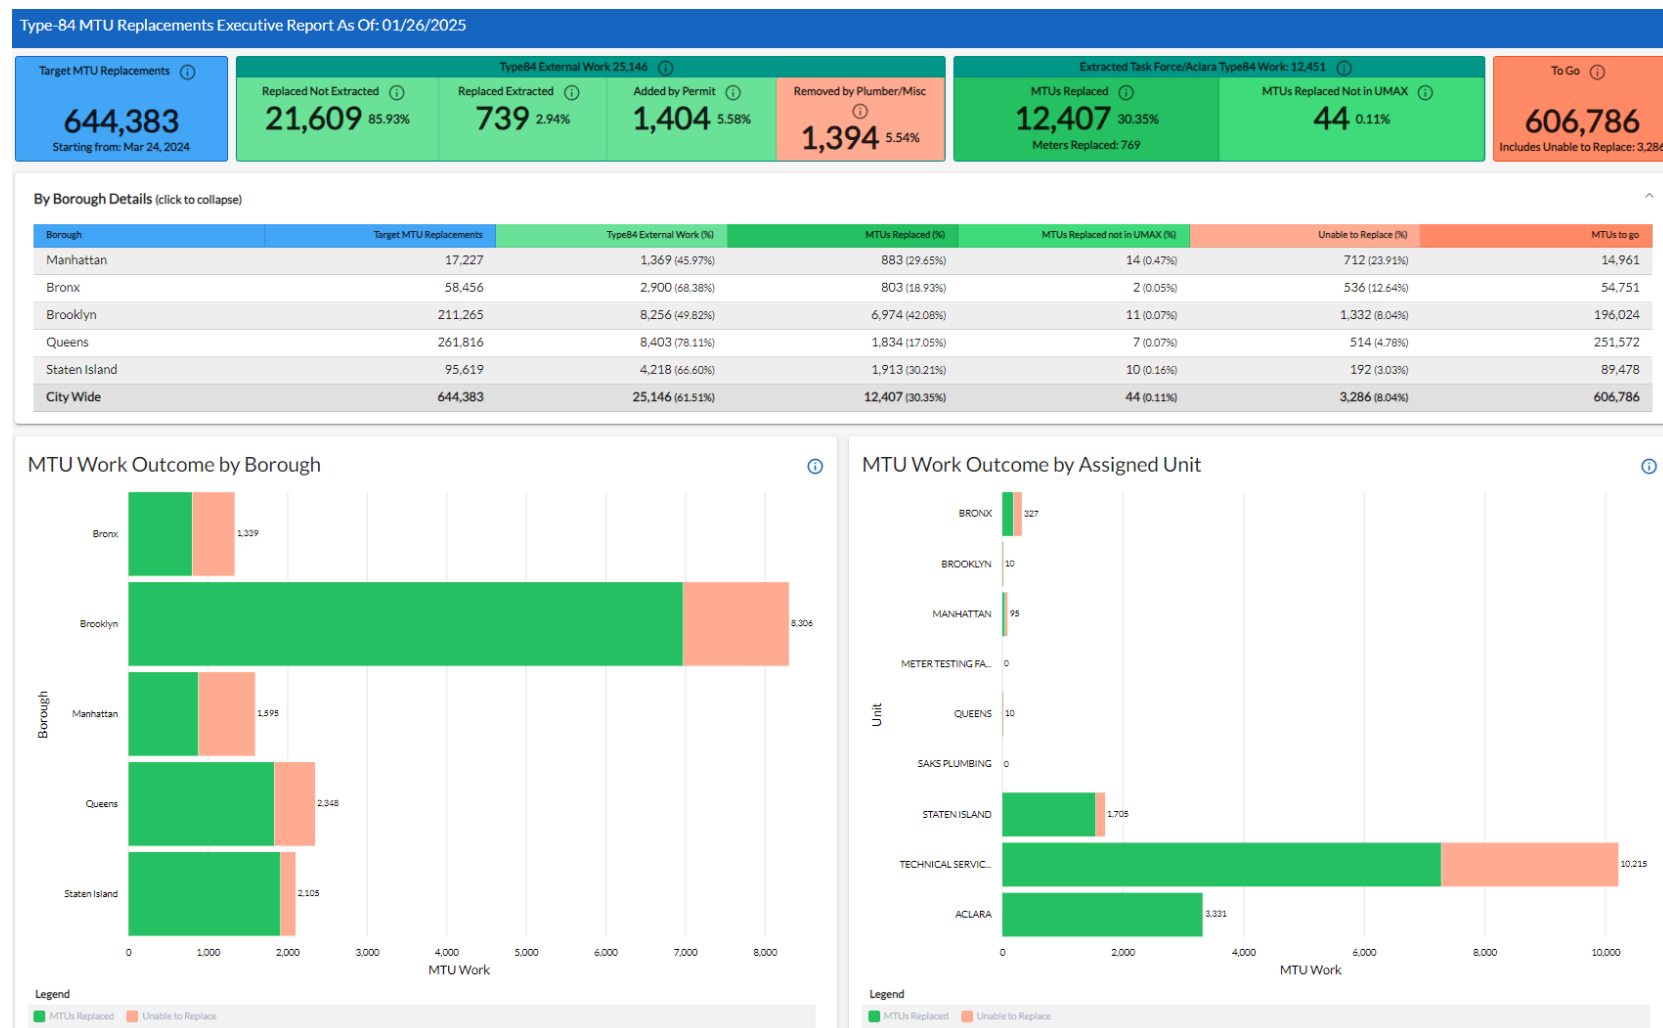 Type-84 MTU Replacements Executive Report As Of: 01/26/2025
Target MTU Replacements
644,383
Starting from: Mar 24, 2024
Type84 External Work 25,146
Replaced Not Extracted
21,609 85.93%
Replaced Extracted
739 2.94%
Added by Permit
1,404 5.58%
Removed by Plumber/Misc
1,394 5.54%
Extracted Task Force/Aclara Type84 Work: 12,451
MTUs Replaced
12,407 30.35%
Meters Replaced: 769
MTUs Replaced Not in UMAX
44 0.11%
To Go
606,786
Includes Unable to Replace: 3,286
By Borough Details (click to collapse)
Borough Target MTU Replacements Type84 External Work (%) MTUs Replaced (%) MTUs Replaced not in UMAX (%) Unable to Replace (%) MTUs to go
Manhattan 17,227 1,369 (45.97%) 883 (29.65%) 14 (0.47%) 712 (23.91%) 14,961
Bronx 58,456 2,900 (68.38%) 803 (18.93%) 2 (0.05%) 536 (12.64%) 54,751
Brooklyn 211,265 8,256 (49.82%) 6,974 (42.08%) 11 (0.07%) 1,332 (8.04%) 196,024
Queens 261,816 8,403 (78.11%) 1,834 (17.05%) 7 (0.07%) 514 (4.78%) 251,572
Staten Island 95,619 4,218 (66.60%) 1,913 (30.21%) 10 (0.16%) 192 (3.03%) 89,478
City Wide 644,383 25,146 (61.51%) 12,407 (30.35%) 44 (0.11%) 3,286 (8.04%) 606,786
MTU Work Outcome by Borough
Bronx 1,339
Brooklyn 8,306
Manhattan 1,595
Queens 2,348
Staten Island 2,105
Borough
0 1,000 2,000 3,000 4,000 5,000 6,000 7,000 8,000
MTU Work
Legend
MTUs Replaced Unable to Replace
MTU Work Outcome by Assigned Unit
BRONX 327
BROOKLYN 10
MANHATTAN 95
METER TESTING FA... 0
QUEENS 10
SAKS PLUMBING 0
STATEN ISLAND 1,705
TECHNICAL SERVIC... 10,215
ACLARA 3,331
Unit
0 2,000 4,000 6,000 8,000 10,000
MTU Work
Legend
MTUs Replaced Unable to Replace